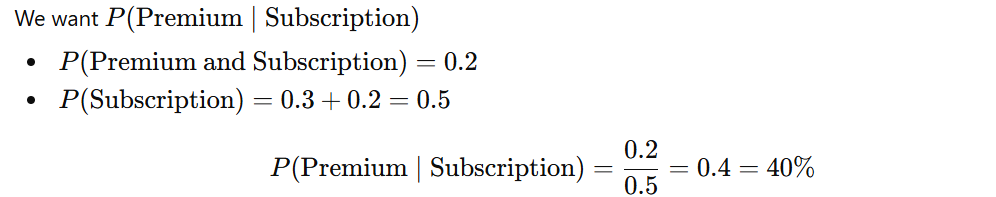 We want P(Premium | Subscription)
• P(Premium and Subscription) = 0.2
• P(Subscription) = 0.3 + 0.2 = 0.5
P(Premium | Subscription) = 0.2/0.5 = 0.4 = 40%